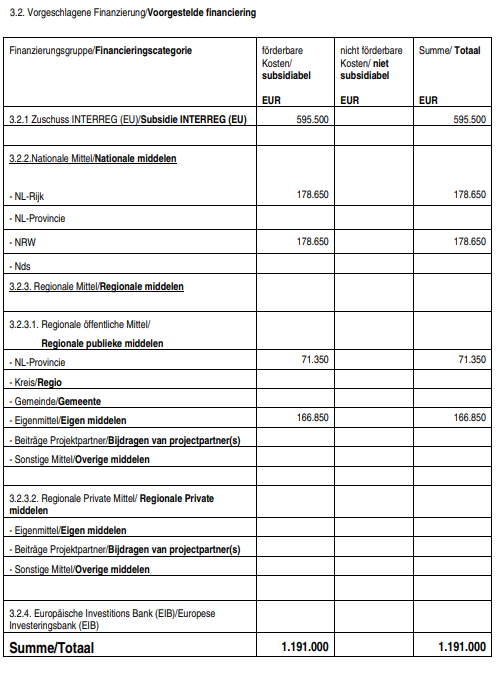 3.2. Vorgeschlagene Finanzierung/Voorgestelde financiering
Finanzierungsgruppe/Financieringscategorie
förderbare Kosten/ subsidiabel EUR
nicht förderbare Kosten/ niet subsidiabel EUR
Summe/ Totaal EUR
3.2.1 Zuschuss INTERREG (EU)/Subsidie INTERREG (EU) 595.500 595.500
3.2.2.Nationale Mittel/Nationale middelen
- NL-Rijk 178.650 178.650
- NL-Provincie
- NRW 178.650 178.650
- Nds
3.2.3. Regionale Mittel/Regionale middelen
3.2.3.1. Regionale öffentliche Mittel/
Regionale publieke middelen
- NL-Provincie 71.350 71.350
- Kreis/Regio
- Gemeinde/Gemeente
- Eigenmittel/Eigen middelen 166.850 166.850
- Beiträge Projektpartner/Bijdragen van projectpartner(s)
- Sonstige Mittel/Overige middelen
3.2.3.2. Regionale Private Mittel/ Regionale Private
middelen
- Eigenmittel/Eigen middelen
- Beiträge Projektpartner/Bijdragen van projectpartner(s)
- Sonstige Mittel/Overige middelen
3.2.4. Europäische Investitions Bank (EIB)/Europese
Investeringsbank (EIB)
Summe/Totaal 1.191.000 1.191.000